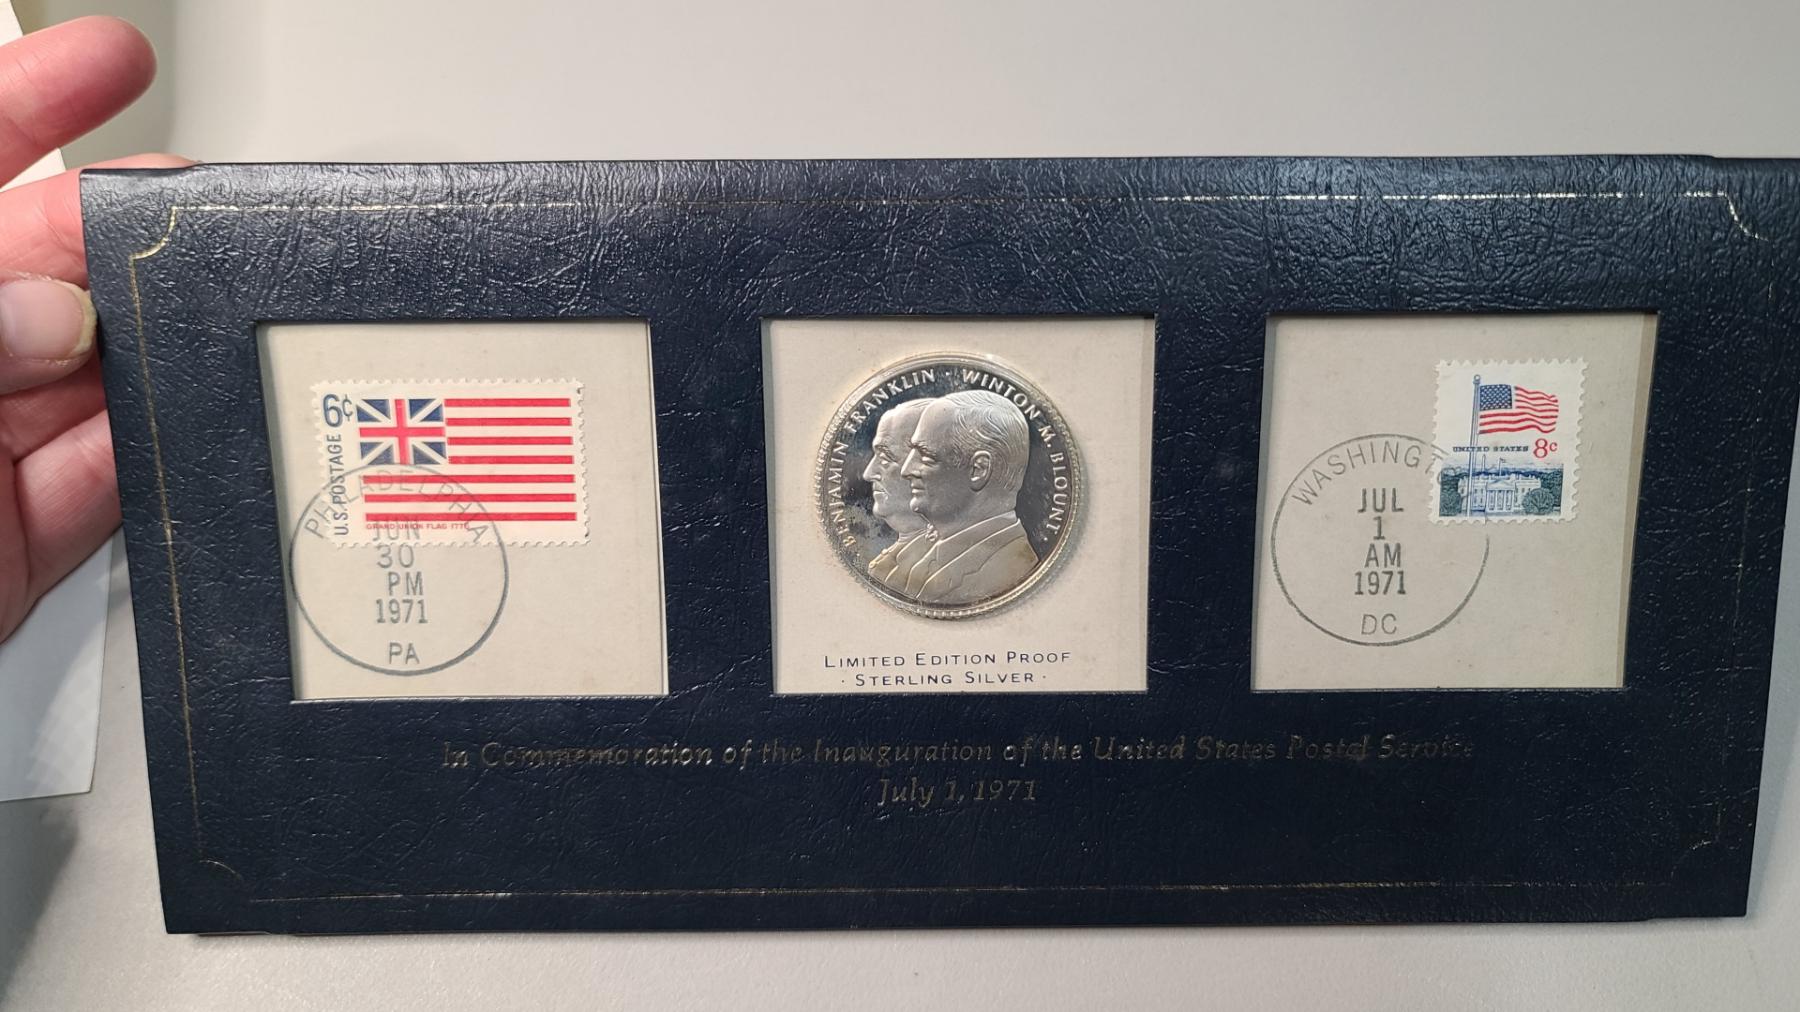 6¢
U.S. POSTAGE
GRAND UNION FLAG 1776
PHILADELPHIA
JUN
30
PM
1971
PA
BENJAMIN FRANKLIN · WINTON M. BLOUNT
LIMITED EDITION PROOF
· STERLING SILVER ·
UNITED STATES 8c
JUL
1
AM
1971
DC
In Commemoration of the Inauguration of the United States Postal Service
July 1, 1971